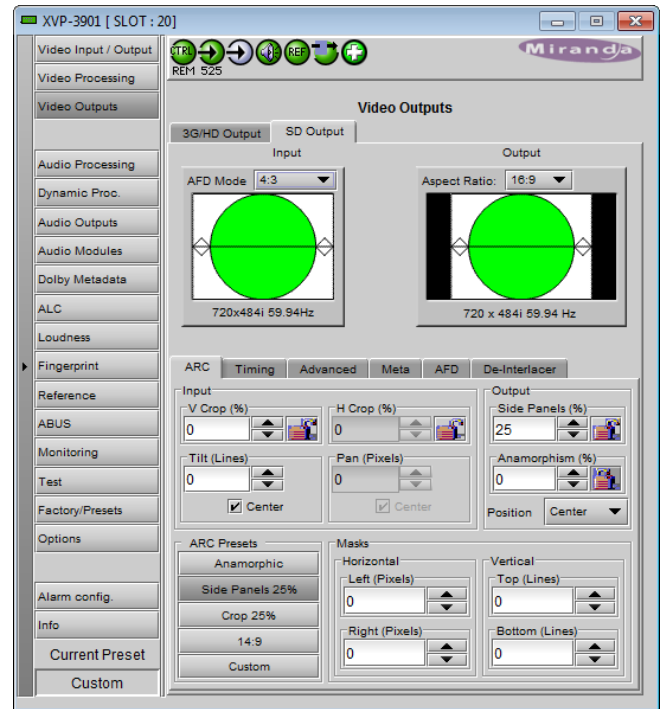 XVP-3901 [ SLOT : 20]
Video Input / Output
Video Processing
Video Outputs
Audio Processing
Dynamic Proc.
Audio Outputs
Audio Modules
Dolby Metadata
ALC
Loudness
Fingerprint
Reference
ABUS
Monitoring
Test
Factory/Presets
Options
Alarm config.
Info
Current Preset
Custom
CTRL
REF
REM 525
Miranda
Video Outputs
3G/HD Output
SD Output
Input
AFD Mode 4:3
720x484i 59.94Hz
Output
Aspect Ratio: 16:9
720 x 484i 59.94 Hz
ARC
Timing
Advanced
Meta
AFD
De-Interlacer
Input
V Crop (%)
0
H Crop (%)
0
Tilt (Lines)
0
Center
Pan (Pixels)
0
Center
Output
Side Panels (%)
25
Anamorphism (%)
0
Position Center
ARC Presets
Anamorphic
Side Panels 25%
Crop 25%
14:9
Custom
Masks
Horizontal
Left (Pixels)
0
Right (Pixels)
0
Vertical
Top (Lines)
0
Bottom (Lines)
0